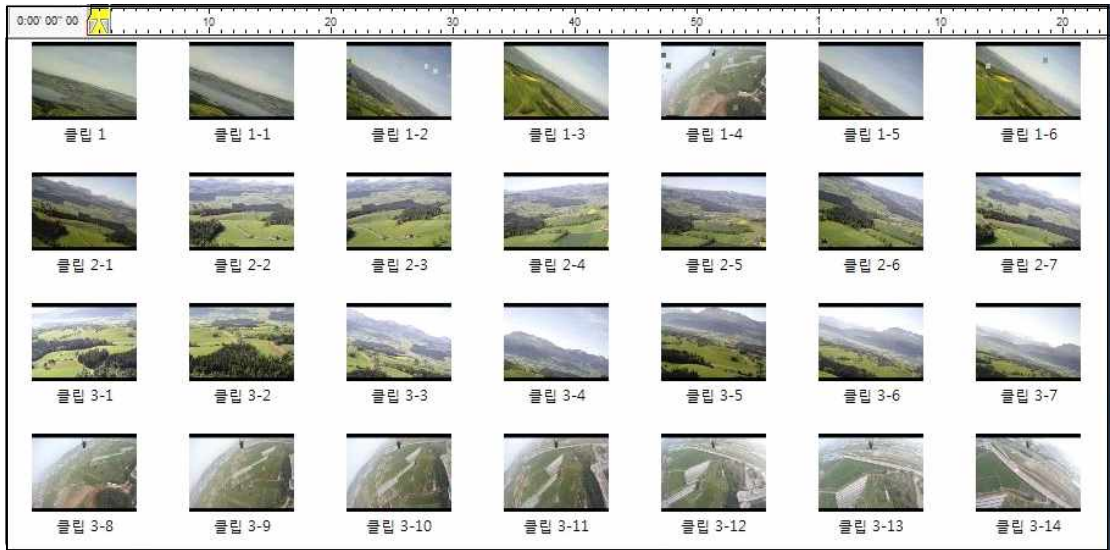 0:00' 00" 00 10 20 30 40 50 1 10 20
클립 1 클립 1-1 클립 1-2 클립 1-3 클립 1-4 클립 1-5 클립 1-6
클립 2-1 클립 2-2 클립 2-3 클립 2-4 클립 2-5 클립 2-6 클립 2-7
클립 3-1 클립 3-2 클립 3-3 클립 3-4 클립 3-5 클립 3-6 클립 3-7
클립 3-8 클립 3-9 클립 3-10 클립 3-11 클립 3-12 클립 3-13 클립 3-14